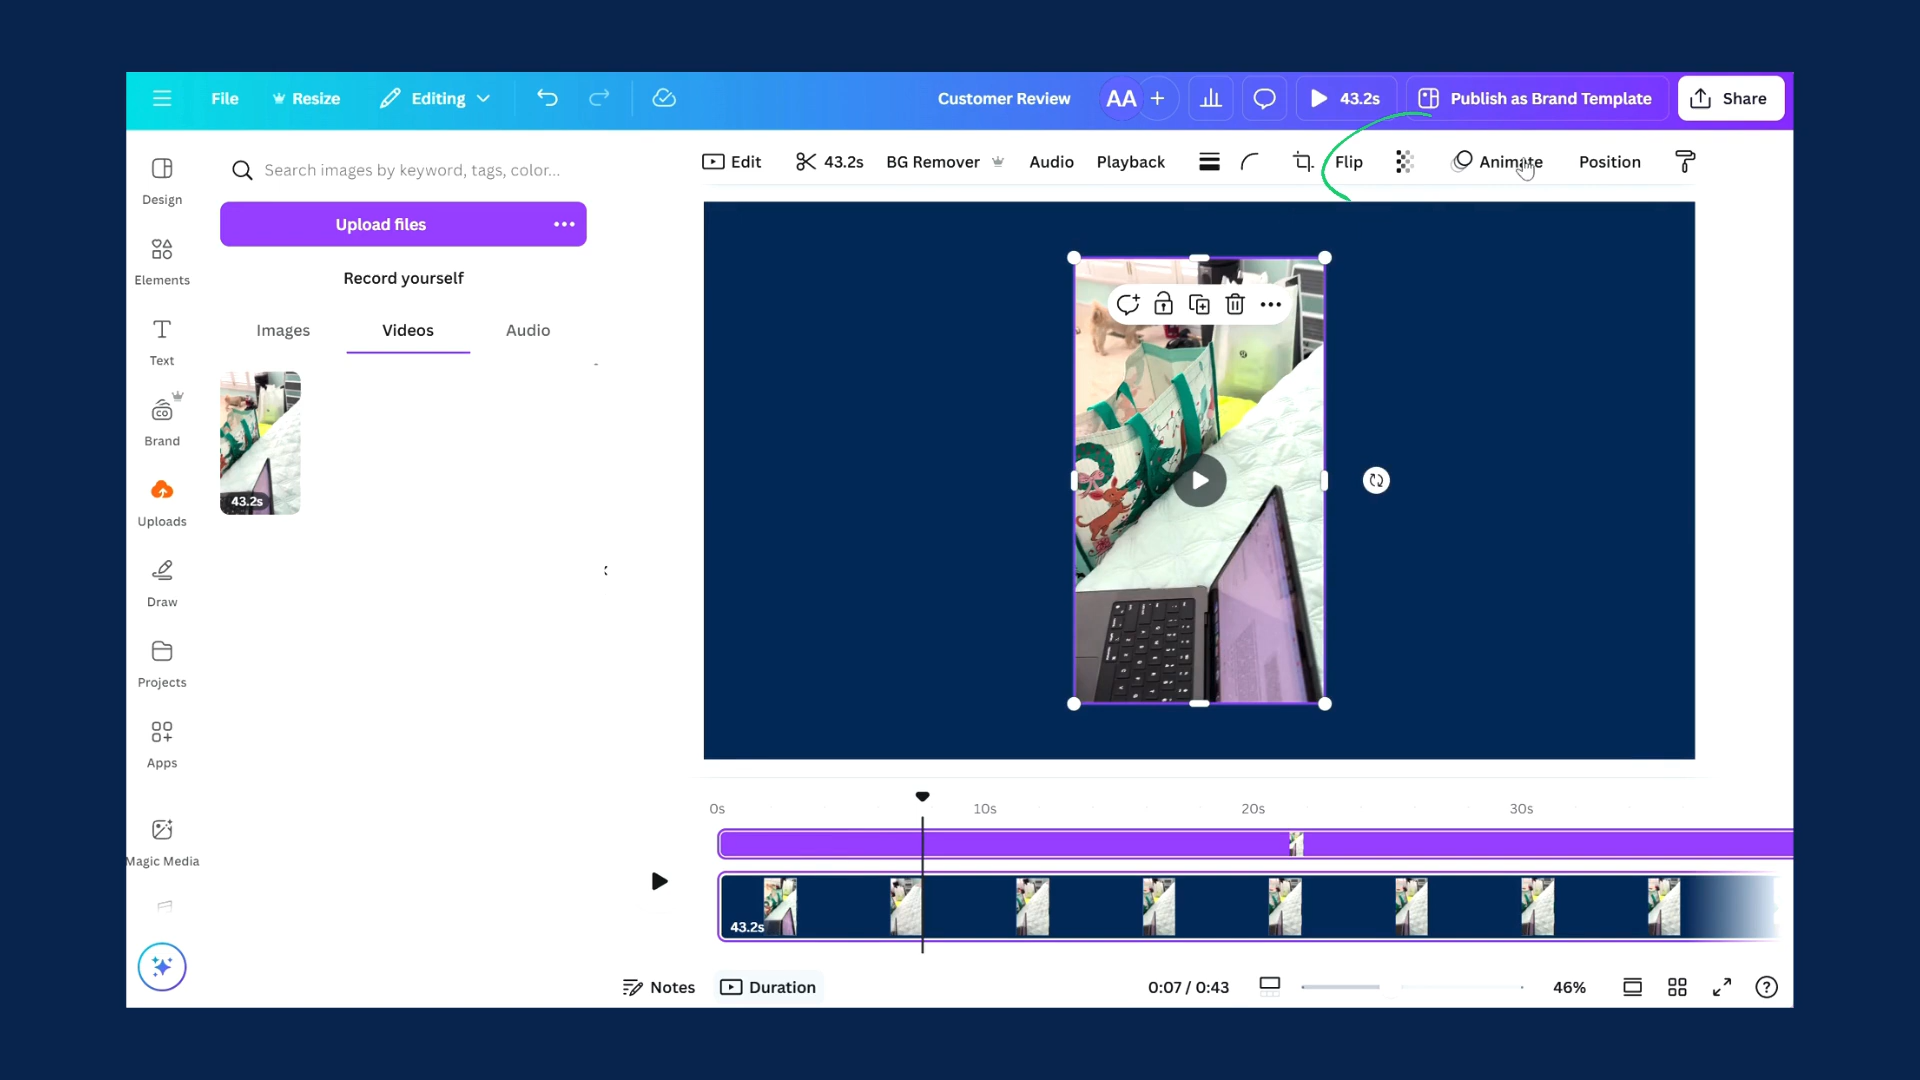 File Resize Editing Customer Review AA + 43.2s Publish as Brand Template Share
Search images by keyword, tags, color...
Edit 43.2s BG Remover Audio Playback Flip Animate Position
Design
Upload files
Record yourself
Elements
Images Videos Audio
Text
CO
Brand
43.2s
Uploads
Draw
Projects
Apps
0s 10s 20s 30s
Magic Media
43.2s
Notes Duration 0:07 / 0:43 46%